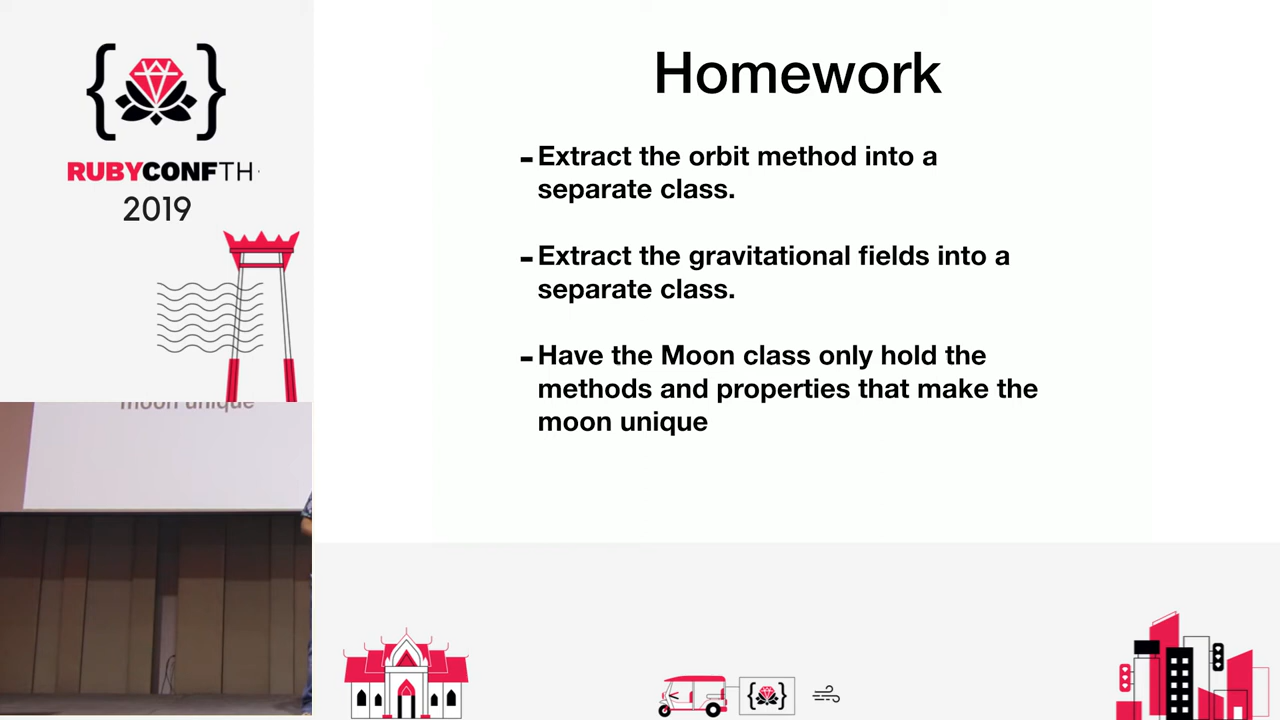 RUBYCONFTH
2019
Homework
- Extract the orbit method into a
separate class.
- Extract the gravitational fields into a
separate class.
- Have the Moon class only hold the
methods and properties that make the
moon unique
moon unique